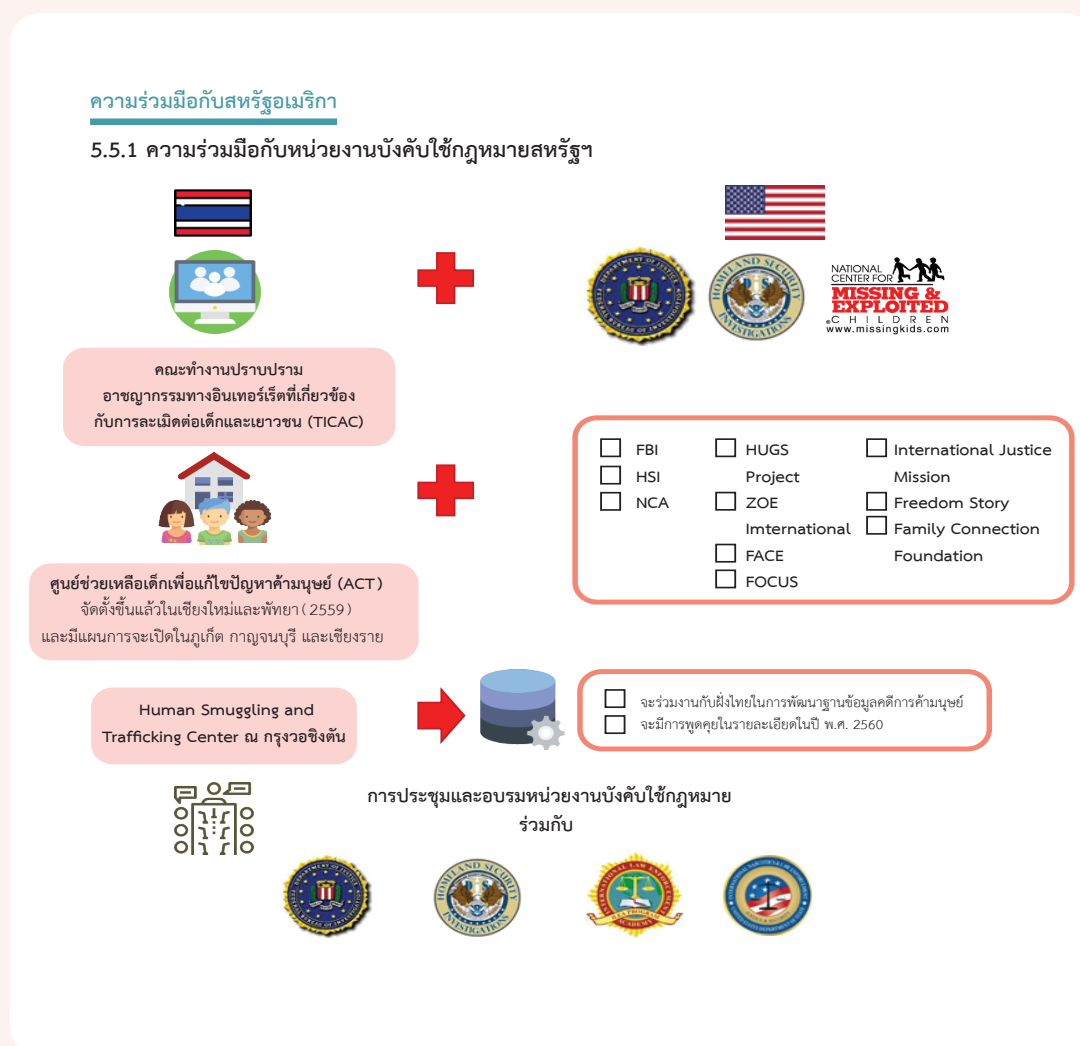 ความร่วมมือกับสหรัฐอเมริกา
5.5.1 ความร่วมมือกับหน่วยงานบังคับใช้กฎหมายสหรัฐฯ
DEPARTMENT OF JUSTICE
FEDERAL BUREAU OF INVESTIGATION
HOMELAND SECURITY
INVESTIGATIONS
NATIONAL
CENTER FOR
MISSING &
EXPLOITED
CHILDREN
www.missingkids.com
คณะทำงานปราบปราม
อาชญากรรมทางอินเทอร์เร็ตที่เกี่ยวข้อง
กับการละเมิดต่อเด็กและเยาวชน (TICAC)
FBI
HSI
NCA
HUGS
Project
ZOE
Imternational
FACE
FOCUS
International Justice
Mission
Freedom Story
Family Connection
Foundation
ศูนย์ช่วยเหลือเด็กเพื่อแก้ไขปัญหาค้ามนุษย์ (ACT)
จัดตั้งขึ้นแล้วในเชียงใหม่และพัทยา (2559)
และมีแผนการจะเปิดในภูเก็ต กาญจนบุรี และเชียงราย
Human Smuggling and
Trafficking Center ณ กรุงวอชิงตัน
จะร่วมงานกับฝั่งไทยในการพัฒนาฐานข้อมูลคดีการค้ามนุษย์
จะมีการพูดคุยในรายละเอียดในปี พ.ศ. 2560
การประชุมและอบรมหน่วยงานบังคับใช้กฎหมาย
ร่วมกับ
HOMELAND SECURITY
INVESTIGATIONS
INTERNATIONAL LAW ENFORCEMENT
ACADEMY